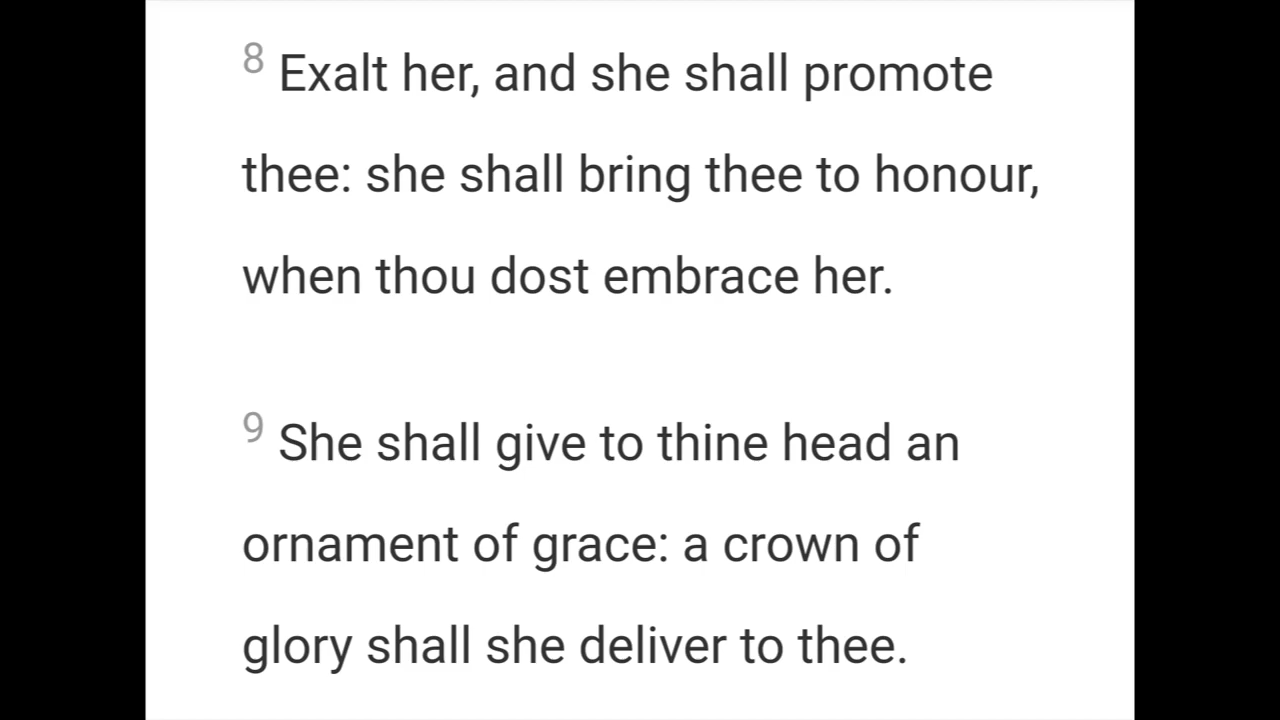 8 Exalt her, and she shall promote
thee: she shall bring thee to honour,
when thou dost embrace her.
9 She shall give to thine head an
ornament of grace: a crown of
glory shall she deliver to thee.